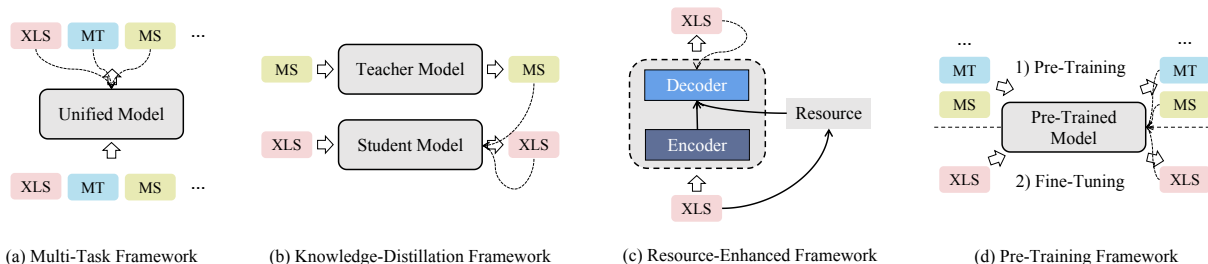 XLS MT MS ...
Unified Model
XLS MT MS ...
(a) Multi-Task Framework
MS Teacher Model MS
XLS Student Model XLS
(b) Knowledge-Distillation Framework
XLS
Decoder
Resource
Encoder
XLS
(c) Resource-Enhanced Framework
... ...
MT 1) Pre-Training MT
MS MS
Pre-Trained
Model
XLS 2) Fine-Tuning XLS
(d) Pre-Training Framework